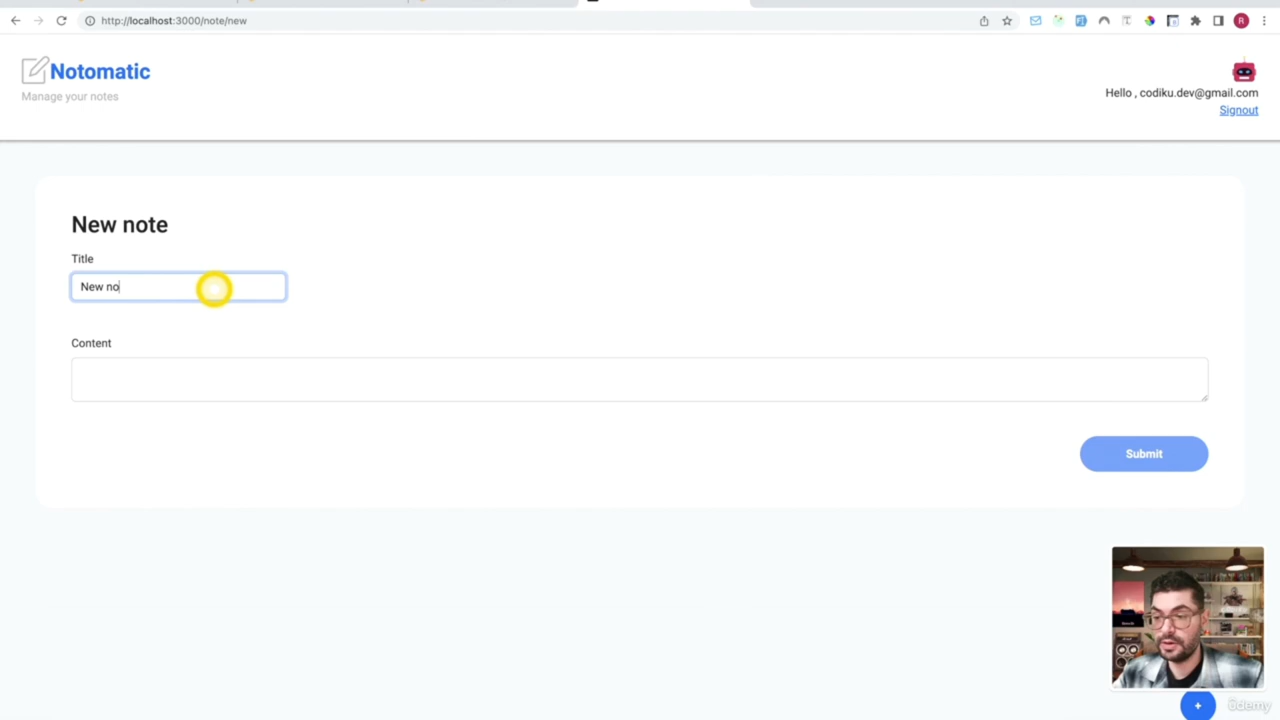 http://localhost:3000/note/new
R
Notomatic
Manage your notes
Hello , codiku.dev@gmail.com
Signout
New note
Title
New no
Content
Submit
+
ûdemy